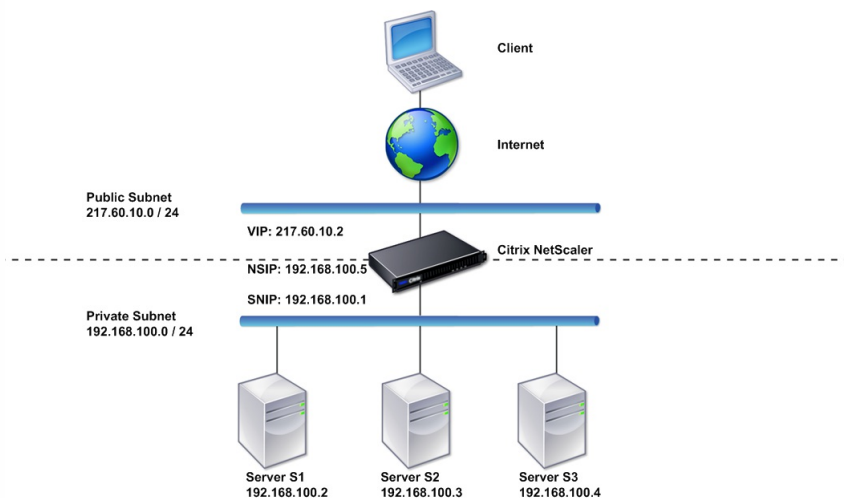 Client
Internet
Public Subnet
217.60.10.0 / 24
VIP: 217.60.10.2
Citrix NetScaler
NSIP: 192.168.100.5
SNIP: 192.168.100.1
Private Subnet
192.168.100.0 / 24
Server S1
192.168.100.2
Server S2
192.168.100.3
Server S3
192.168.100.4